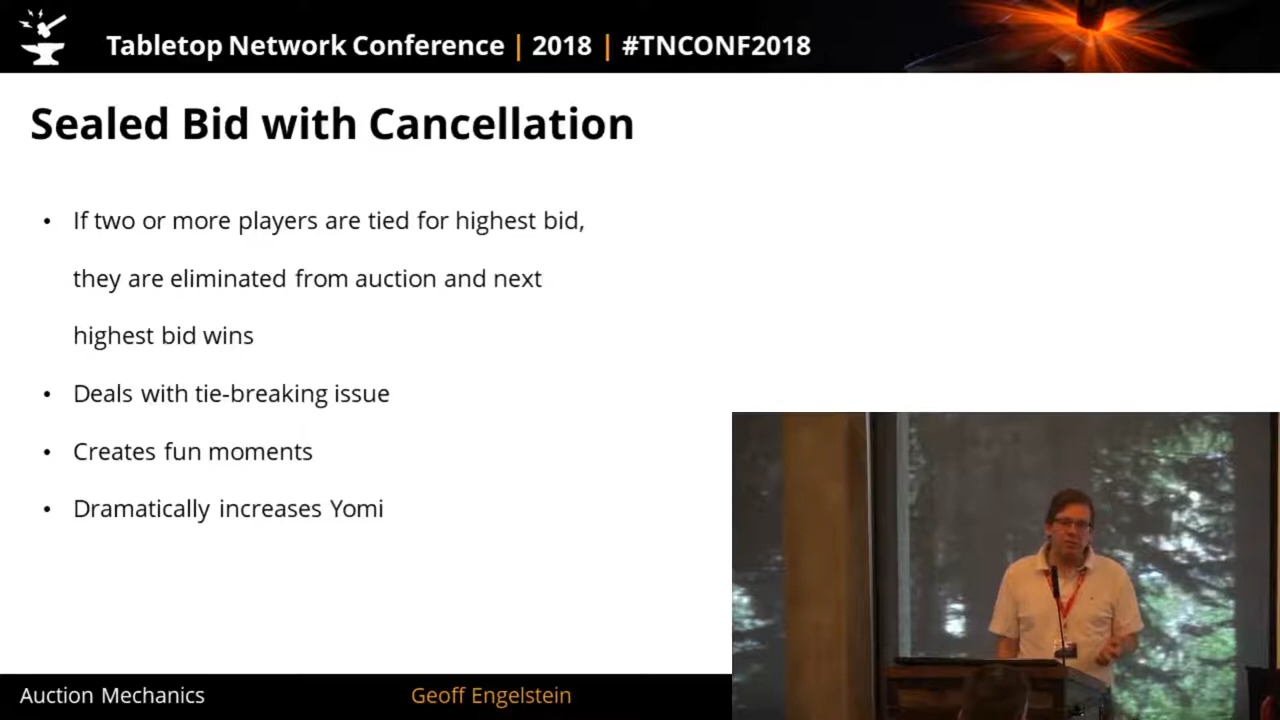 Tabletop Network Conference | 2018 | #TNCONF2018
Sealed Bid with Cancellation
• If two or more players are tied for highest bid,
they are eliminated from auction and next
highest bid wins
• Deals with tie-breaking issue
• Creates fun moments
• Dramatically increases Yomi
Auction Mechanics
Geoff Engelstein